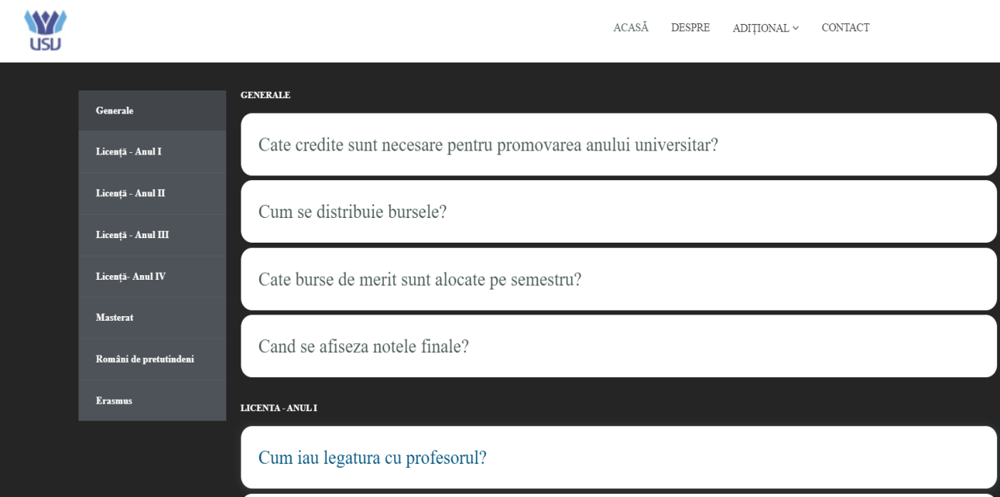 USV
ACASĂ DESPRE ADIȚIONAL CONTACT
Generale
Licență - Anul I
Licență - Anul II
Licență - Anul III
Licență- Anul IV
Masterat
Români de pretutindeni
Erasmus
GENERALE
Cate credite sunt necesare pentru promovarea anului universitar?
Cum se distribuie bursele?
Cate burse de merit sunt alocate pe semestru?
Cand se afiseza notele finale?
LICENTA - ANUL I
Cum iau legatura cu profesorul?